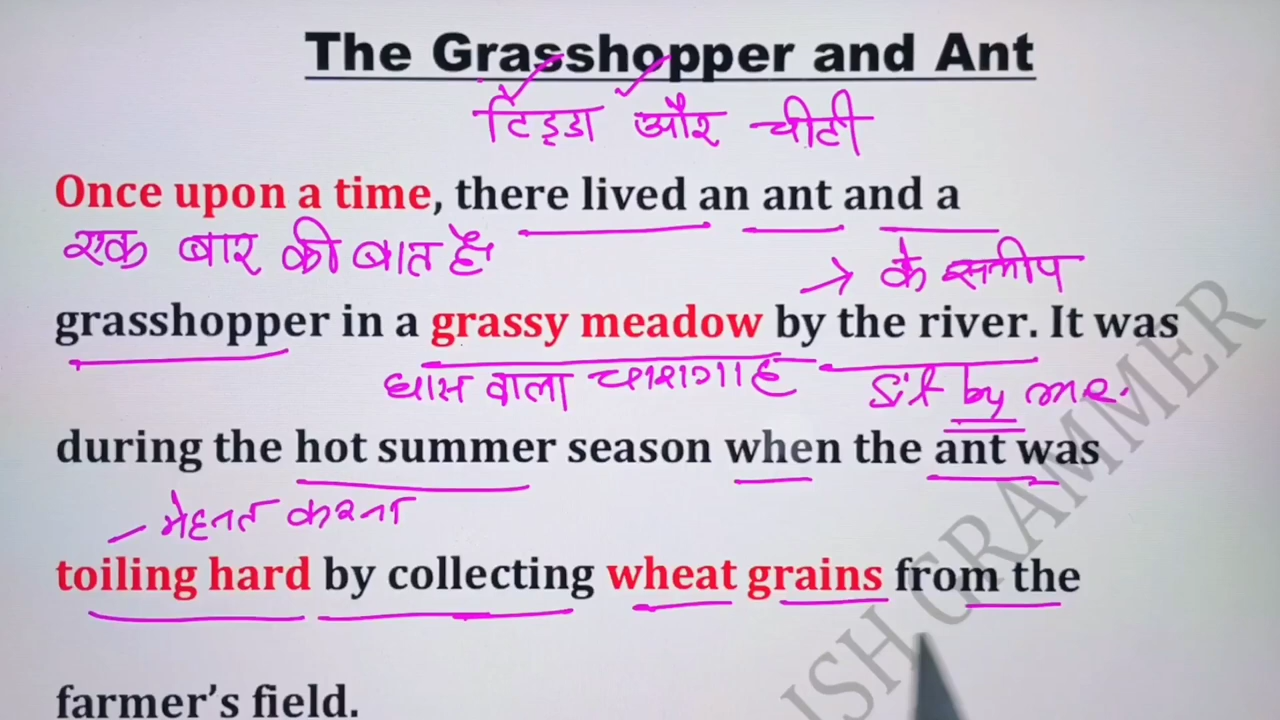 The Grasshopper and Ant
टिड्डा और चीटी
Once upon a time, there lived an ant and a
एक बार की बात है
→ के समीप
grasshopper in a grassy meadow by the river. It was
घास वाला चारागाह
Sit by me.
during the hot summer season when the ant was
मेहनत करना
toiling hard by collecting wheat grains from the
farmer’s field.
ISH GRAMMER